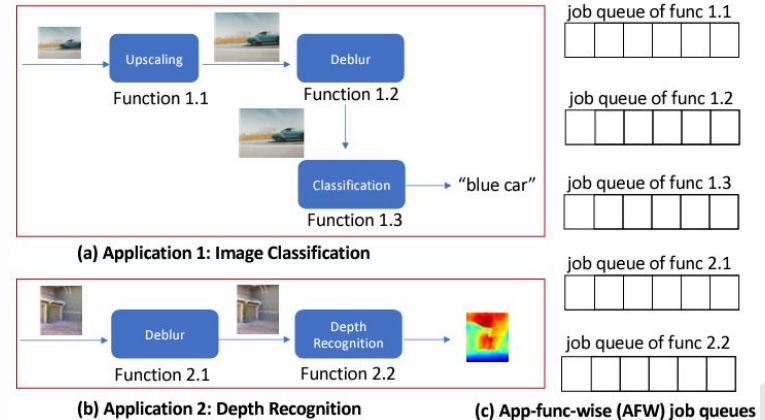 Upscaling
Function 1.1
Deblur
Function 1.2
Classification
Function 1.3
“blue car”
(a) Application 1: Image Classification
Deblur
Function 2.1
Depth
Recognition
Function 2.2
(b) Application 2: Depth Recognition
job queue of func 1.1
job queue of func 1.2
job queue of func 1.3
job queue of func 2.1
job queue of func 2.2
(c) App-func-wise (AFW) job queues